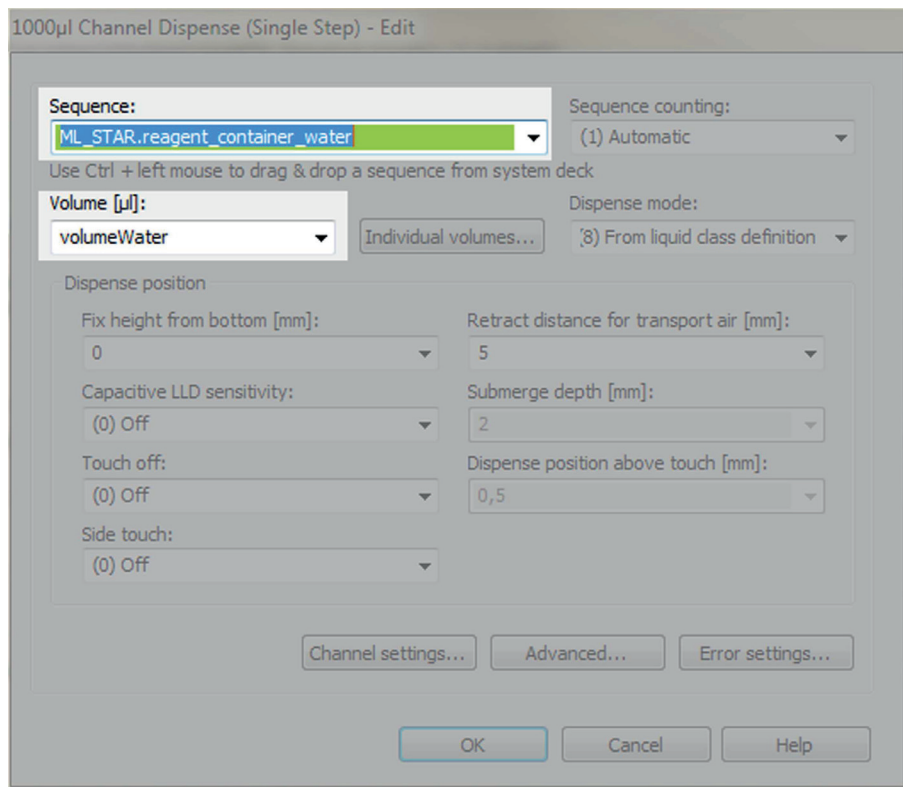 1000µl Channel Dispense (Single Step) - Edit
Sequence:
Sequence counting:
ML_STAR.reagent_container_water
(1) Automatic
Use Ctrl + left mouse to drag & drop a sequence from system deck
Volume [µl]:
Dispense mode:
volumeWater
Individual volumes...
(8) From liquid class definition
Dispense position
Fix height from bottom [mm]:
Retract distance for transport air [mm]:
0
5
Capacitive LLD sensitivity:
Submerge depth [mm]:
(0) Off
2
Touch off:
Dispense position above touch [mm]:
(0) Off
0,5
Side touch:
(0) Off
Channel settings...
Advanced...
Error settings...
OK
Cancel
Help